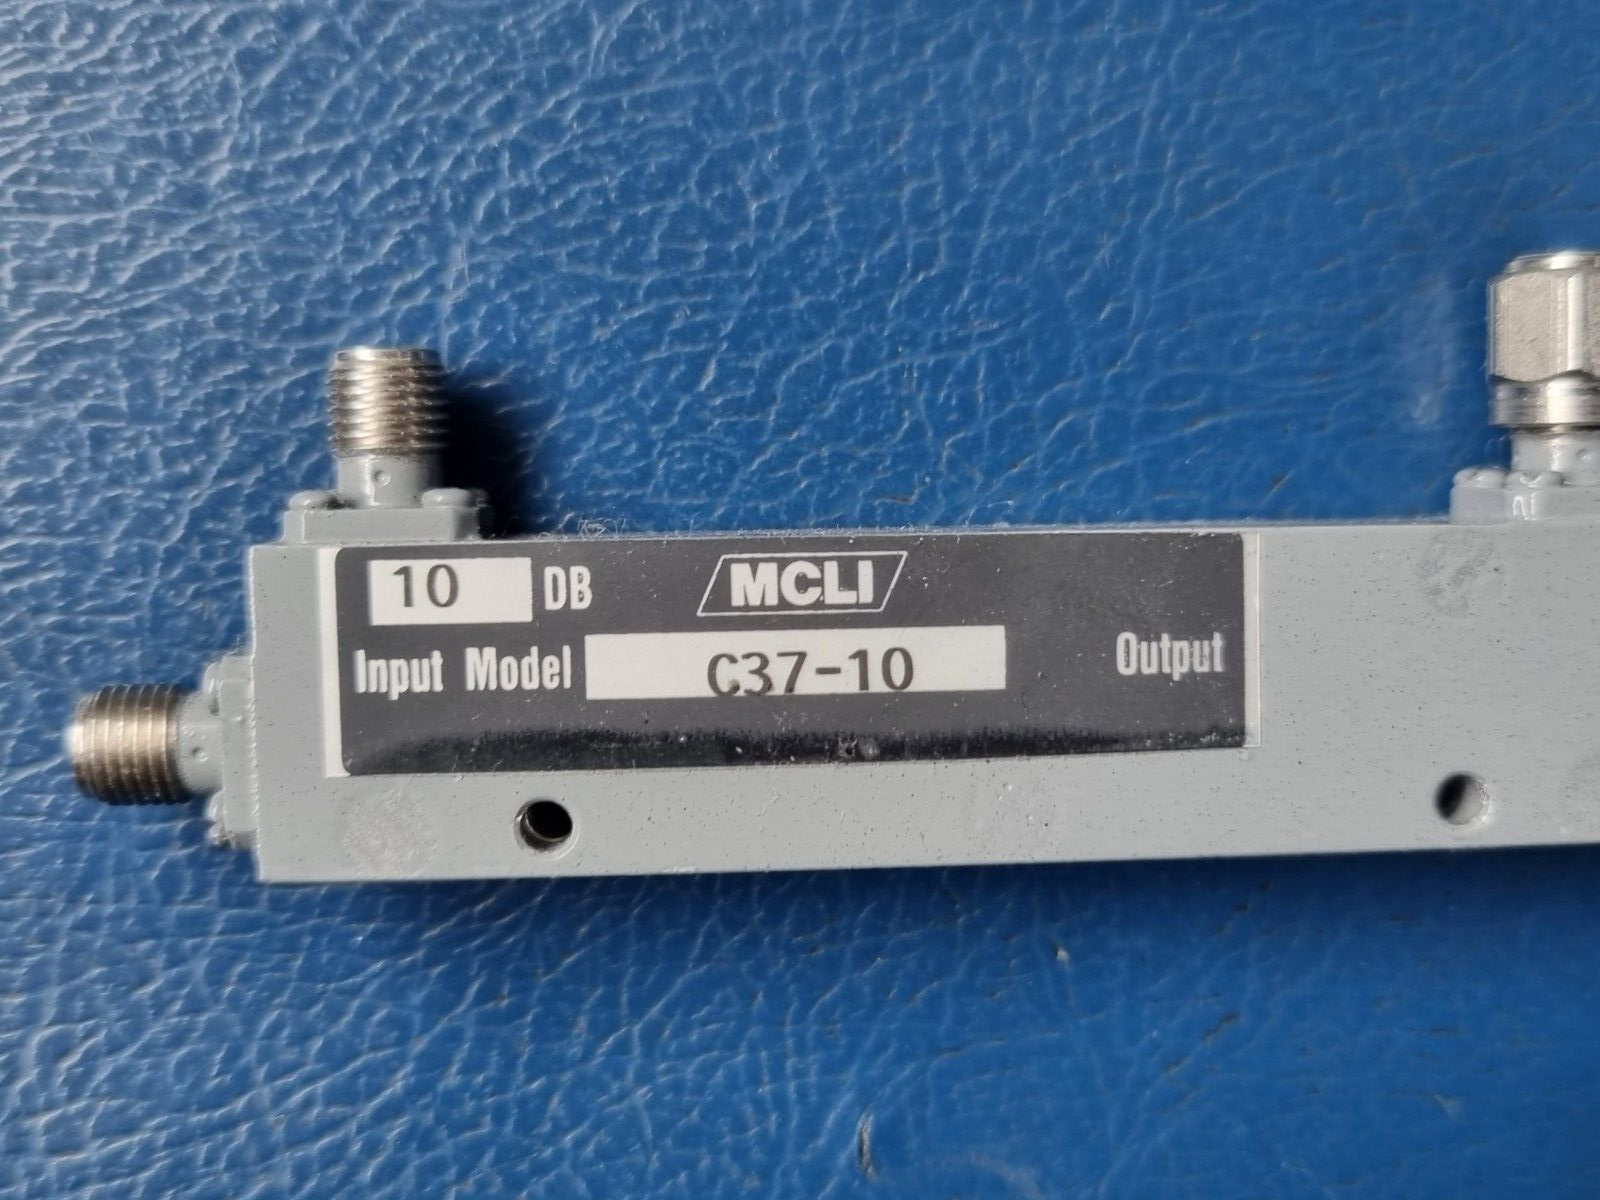 10 DB MCLI
Input Model C37-10 Output